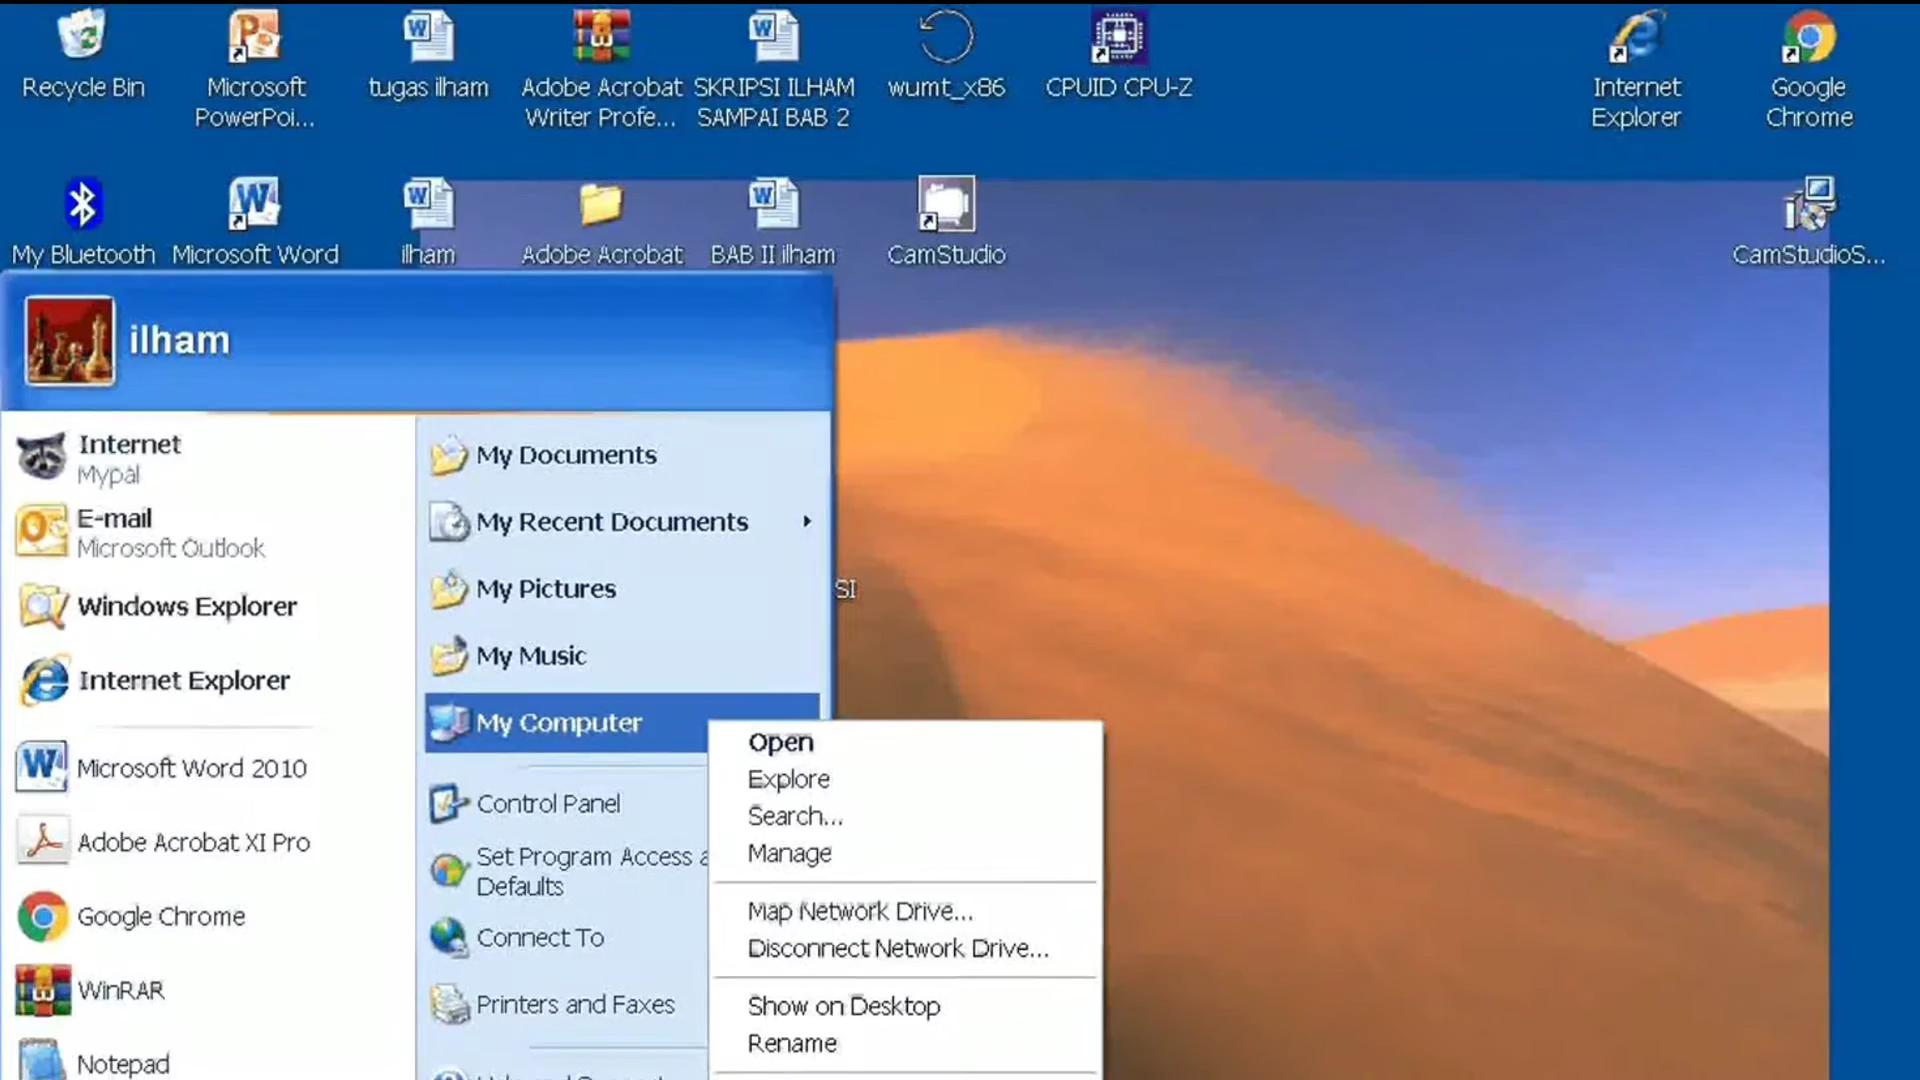 Recycle Bin
Microsoft
PowerPoi...
tugas ilham
Adobe Acrobat
Writer Profe...
SKRIPSI ILHAM
SAMPAI BAB 2
wumt_x86
CPUID CPU-Z
Internet
Explorer
Google
Chrome
My Bluetooth
Microsoft Word
ilham
Adobe Acrobat
BAB II ilham
CamStudio
CamStudioS...
ilham
Internet
Mypal
E-mail
Microsoft Outlook
Windows Explorer
Internet Explorer
Microsoft Word 2010
Adobe Acrobat XI Pro
Google Chrome
WinRAR
Notepad
My Documents
My Recent Documents
My Pictures
My Music
My Computer
Control Panel
Set Program Access a
Defaults
Connect To
Printers and Faxes
SI
Open
Explore
Search...
Manage
Map Network Drive...
Disconnect Network Drive...
Show on Desktop
Rename